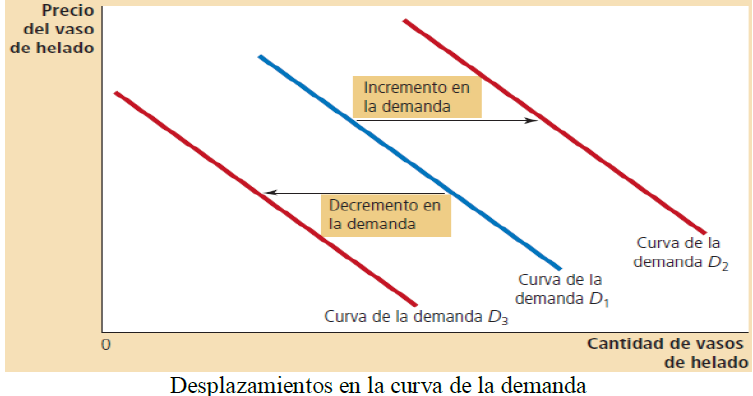 Precio
del vaso
de helado
Incremento en
la demanda
Decremento en
la demanda
Curva de la
demanda D₂
Curva de la
demanda D₁
Curva de la demanda D₃
0
Cantidad de vasos
de helado
Desplazamientos en la curva de la demanda